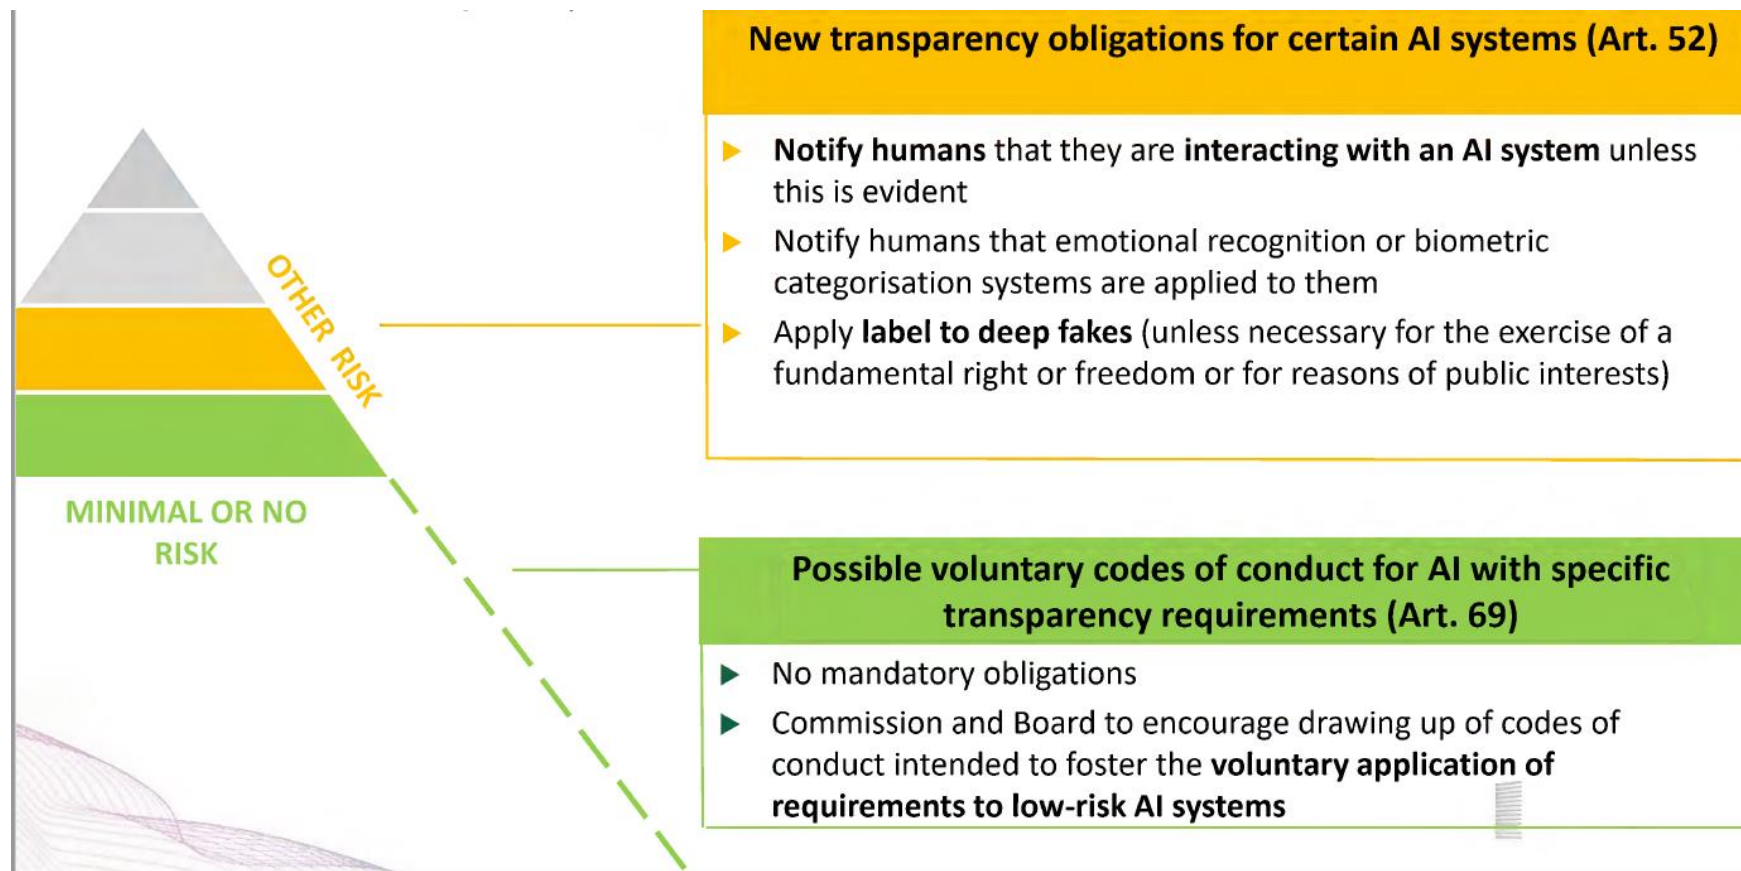 New transparency obligations for certain AI systems (Art. 52)
Notify humans that they are interacting with an AI system unless
this is evident
Notify humans that emotional recognition or biometric
categorisation systems are applied to them
Apply label to deep fakes (unless necessary for the exercise of a
fundamental right or freedom or for reasons of public interests)
OTHER RISK
MINIMAL OR NO
RISK
Possible voluntary codes of conduct for AI with specific
transparency requirements (Art. 69)
No mandatory obligations
Commission and Board to encourage drawing up of codes of
conduct intended to foster the voluntary application of
requirements to low-risk AI systems